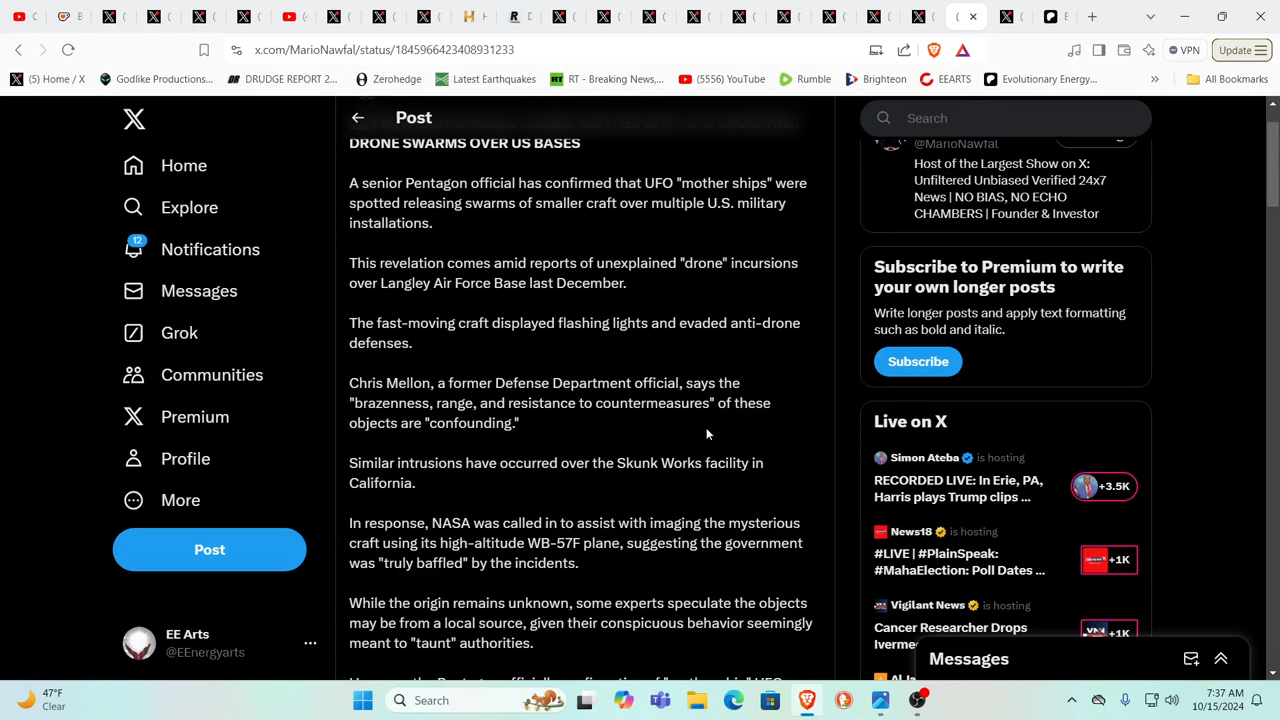 x.com/MarioNawfal/status/1845966423408931233
VPN
Update
(5) Home / X
Godlike Productions...
DRUDGE REPORT 2...
Zerohedge
Latest Earthquakes
RT - Breaking News,...
(5556) YouTube
Rumble
Brighteon
EEARTS
Evolutionary Energy...
All Bookmarks
Home
Explore
12
Notifications
Messages
Grok
Communities
Premium
Profile
More
Post
EE Arts
@EEnergyarts
Post
DRONE SWARMS OVER US BASES
A senior Pentagon official has confirmed that UFO "mother ships" were
spotted releasing swarms of smaller craft over multiple U.S. military
installations.
This revelation comes amid reports of unexplained "drone" incursions
over Langley Air Force Base last December.
The fast-moving craft displayed flashing lights and evaded anti-drone
defenses.
Chris Mellon, a former Defense Department official, says the
"brazenness, range, and resistance to countermeasures" of these
objects are "confounding."
Similar intrusions have occurred over the Skunk Works facility in
California.
In response, NASA was called in to assist with imaging the mysterious
craft using its high-altitude WB-57F plane, suggesting the government
was "truly baffled" by the incidents.
While the origin remains unknown, some experts speculate the objects
may be from a local source, given their conspicuous behavior seemingly
meant to "taunt" authorities.
Search
@MarioNawfal
Host of the Largest Show on X:
Unfiltered Unbiased Verified 24x7
News | NO BIAS, NO ECHO
CHAMBERS | Founder & Investor
Subscribe to Premium to write
your own longer posts
Write longer posts and apply text formatting
such as bold and italic.
Subscribe
Live on X
Simon Ateba is hosting
RECORDED LIVE: In Erie, PA,
Harris plays Trump clips ...
+3.5K
News18 is hosting
#LIVE | #PlainSpeak:
#MahaElection: Poll Dates ...
+1K
Vigilant News is hosting
Cancer Researcher Drops
+1K
Messages
47°F
Clear
Search
7:37 AM
10/15/2024